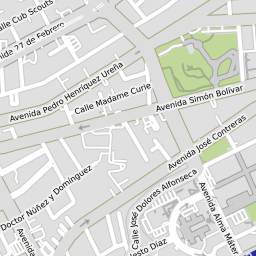 Calle Cub Scouts
Avenida 27 de Febrero
Avenida Pedro Henríquez Ureña
Calle Madame Curie
Avenida Simón Bolívar
Avenida José Contreras
Doctor Núñez y Domínguez
Calle José Dolores Alfonseca
Avenida Alma Máter
Avenida
esto Díaz